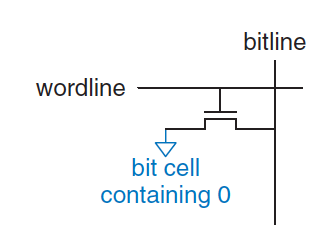 bitline
wordline
bit cell
containing 0